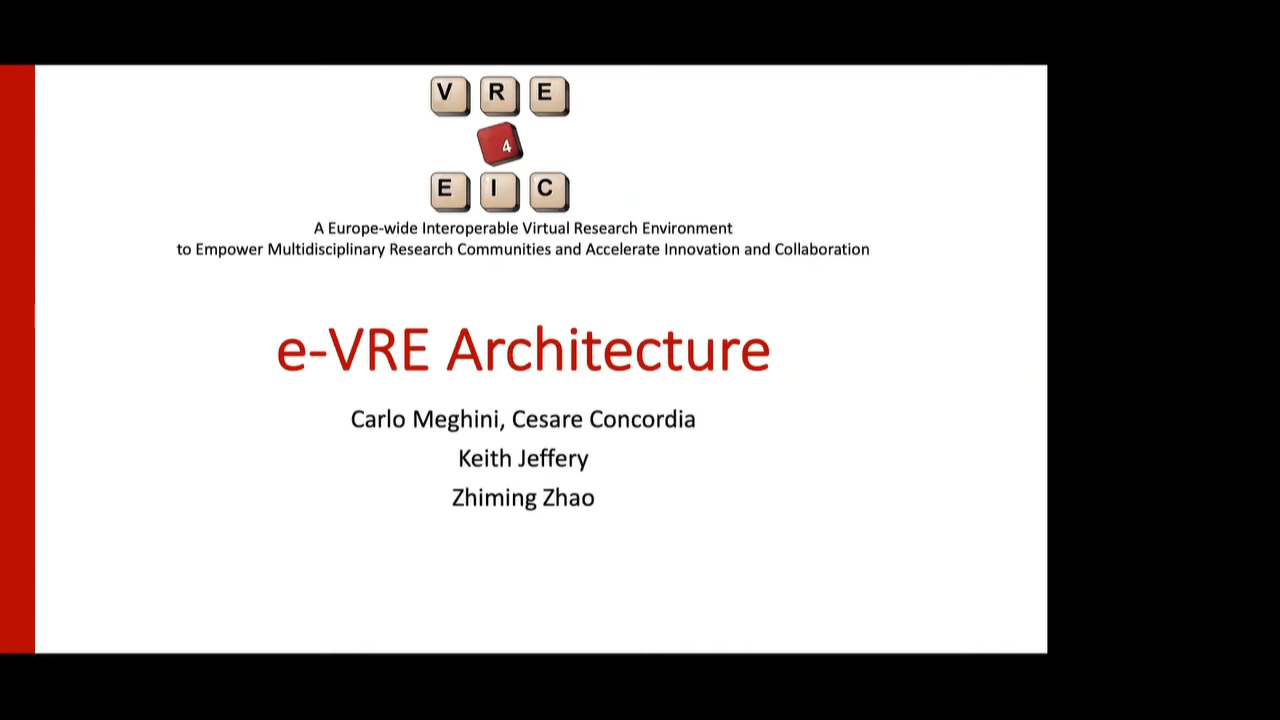 V R E
4
E I C
A Europe-wide Interoperable Virtual Research Environment
to Empower Multidisciplinary Research Communities and Accelerate Innovation and Collaboration
e-VRE Architecture
Carlo Meghini, Cesare Concordia
Keith Jeffery
Zhiming Zhao